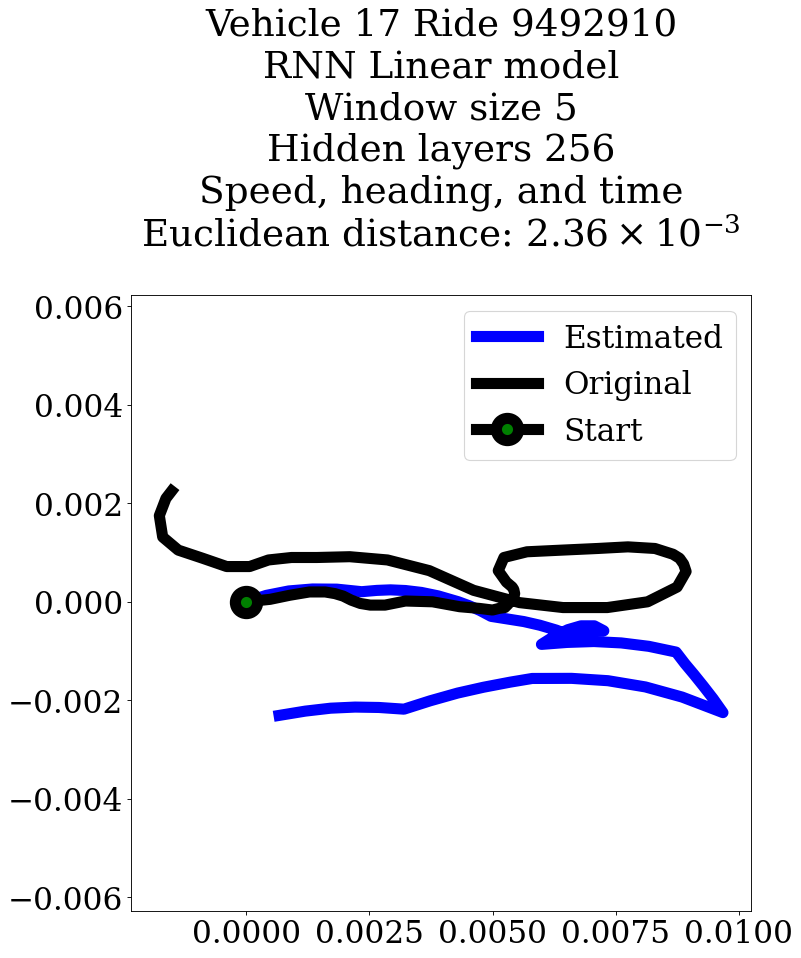 Vehicle 17 Ride 9492910
RNN Linear model
Window size 5
Hidden layers 256
Speed, heading, and time
Euclidean distance: 2.36 × 10⁻³
Estimated
Original
Start
0.006
0.004
0.002
0.000
−0.002
−0.004
−0.006
0.0000 0.0025 0.0050 0.0075 0.0100